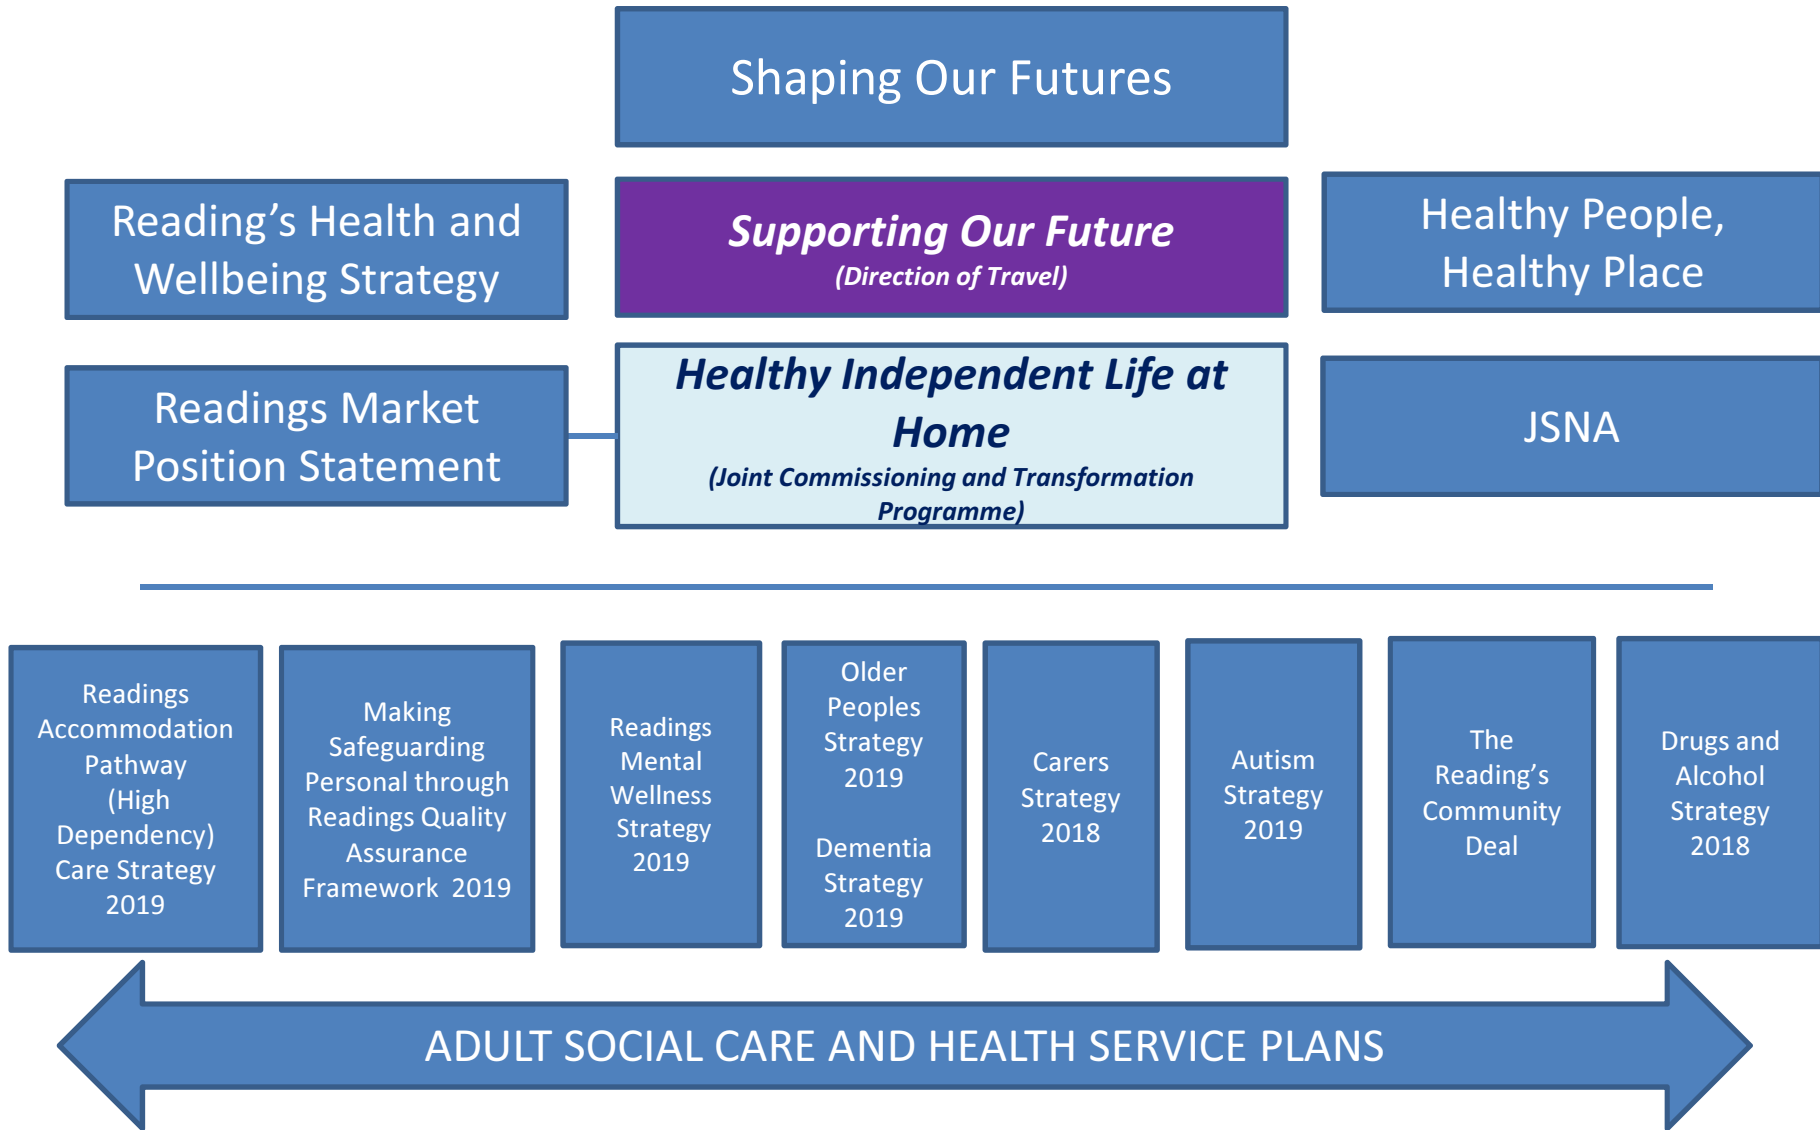 Shaping Our Futures
Reading's Health and
Wellbeing Strategy
Supporting Our Future
(Direction of Travel)
Healthy People,
Healthy Place
Readings Market
Position Statement
Healthy Independent Life at
Home
(Joint Commissioning and Transformation
Programme)
JSNA
Readings
Accommodation
Pathway
(High
Dependency)
Care Strategy
2019
Making
Safeguarding
Personal through
Readings Quality
Assurance
Framework 2019
Readings
Mental
Wellness
Strategy
2019
Older
Peoples
Strategy
2019
Dementia
Strategy
2019
Carers
Strategy
2018
Autism
Strategy
2019
The
Reading's
Community
Deal
Drugs and
Alcohol
Strategy
2018
ADULT SOCIAL CARE AND HEALTH SERVICE PLANS